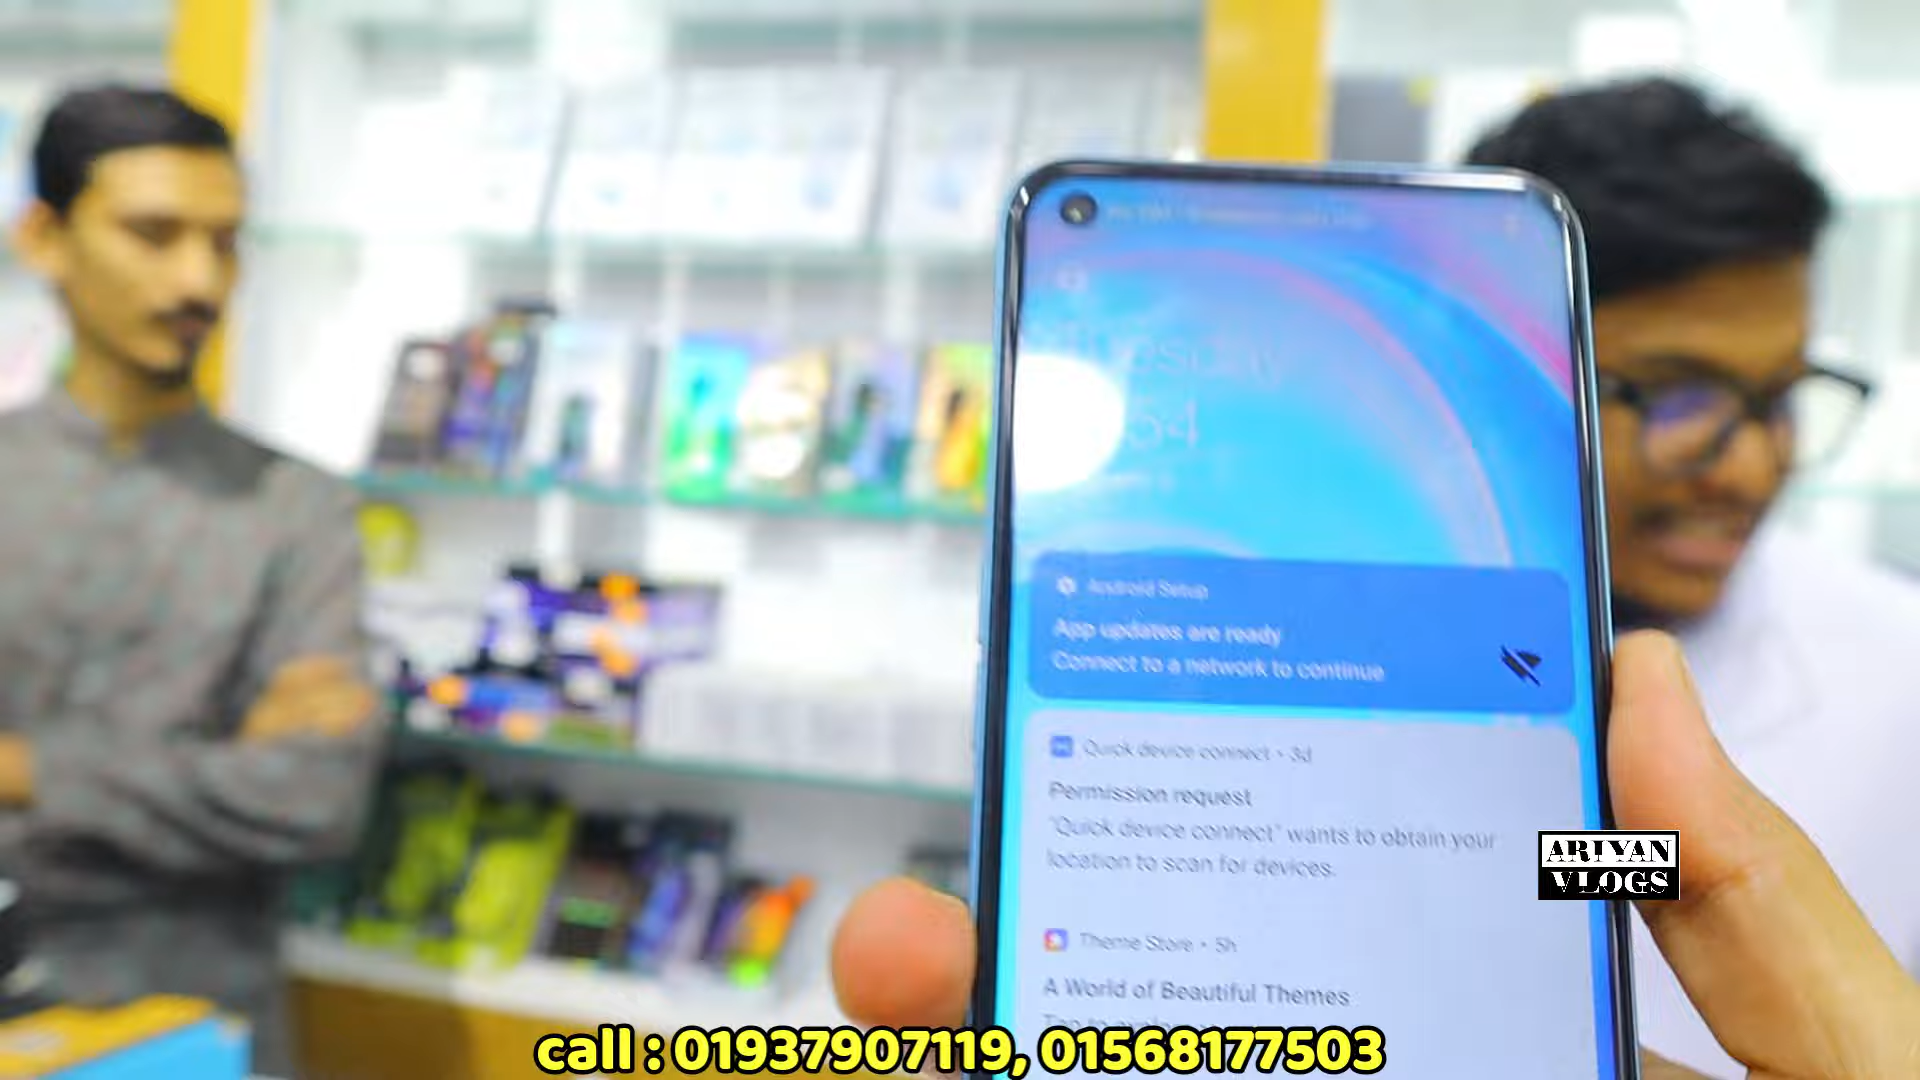 Android Setup
App updates are ready
Connect to a network to continue
Quick device connect • 3d
Permission request
"Quick device connect" wants to obtain your
location to scan for devices.
Theme Store • 5h
A World of Beautiful Themes
ARIYAN
VLOGS
call : 01937907119, 01568177503